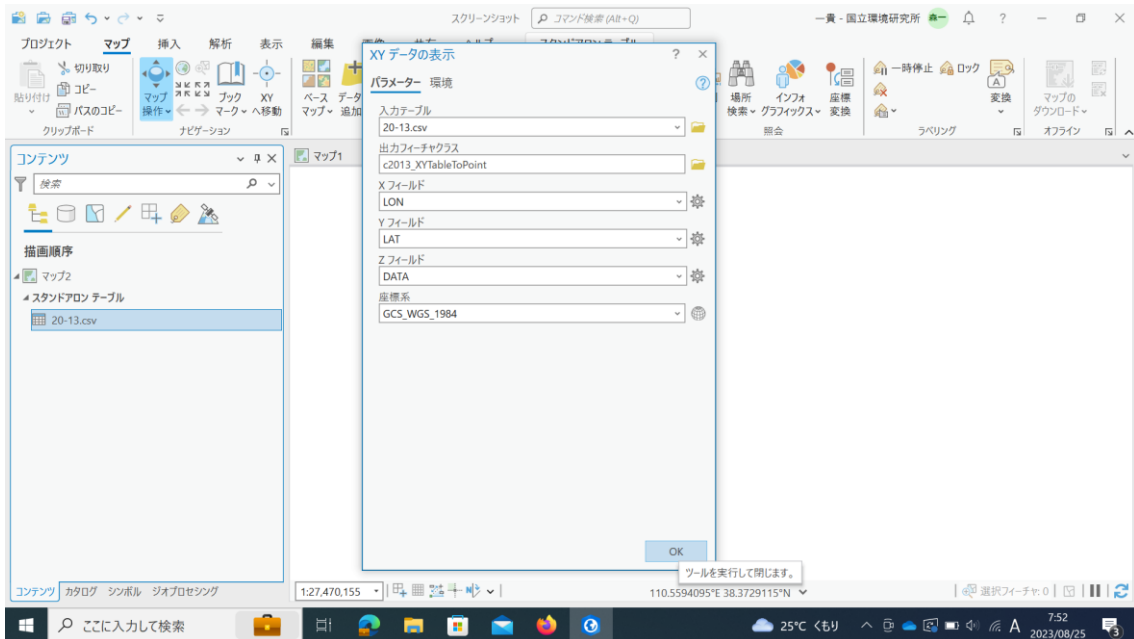 スクリーンショット
コマンド検索 (Alt+Q)
一貴 - 国立環境研究所
森一
?
プロジェクト マップ 挿入 解析 表示 編集
貼り付け
切り取り
コピー
パスのコピー
クリップボード
マップ
操作
ブック
マーク
XY
へ移動
ナビゲーション
ベース
マップ
データ
追加
場所
検索
インフォ
グラフィックス
座標
変換
照会
一時停止 ロック
変換
ラベリング
マップの
ダウンロード
オフライン
コンテンツ
検索
描画順序
マップ2
スタンドアロン テーブル
20-13.csv
マップ1
XY データの表示
? ×
パラメーター 環境
入力テーブル
20-13.csv
出力フィーチャクラス
c2013_XYTableToPoint
X フィールド
LON
Y フィールド
LAT
Z フィールド
DATA
座標系
GCS_WGS_1984
OK
ツールを実行して閉じます。
コンテンツ カタログ シンボル ジオプロセシング
1:27,470,155
110.5594095°E 38.3729115°N
選択フィーチャ: 0
ここに入力して検索
25°C くもり
A
7:52
2023/08/25
3